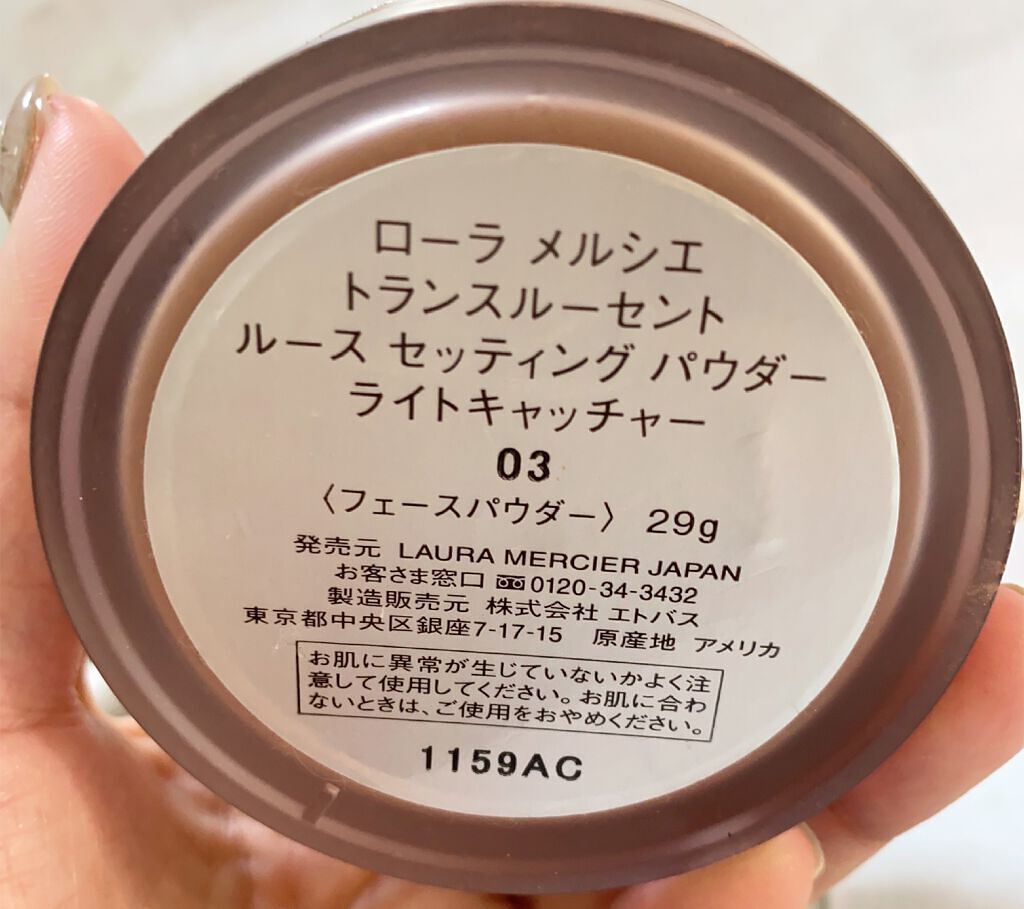 ローラ メルシエ
トランスルーセント
ルース セッティング パウダー
ライトキャッチャー
03
〈フェースパウダー〉 29g
発売元 LAURA MERCIER JAPAN
お客さま窓口 0120-34-3432
製造販売元 株式会社 エトバス
東京都中央区銀座7-17-15 原産地 アメリカ
お肌に異常が生じていないかよく注
意して使用してください。お肌に合わ
ないときは、ご使用をおやめください。
1159AC